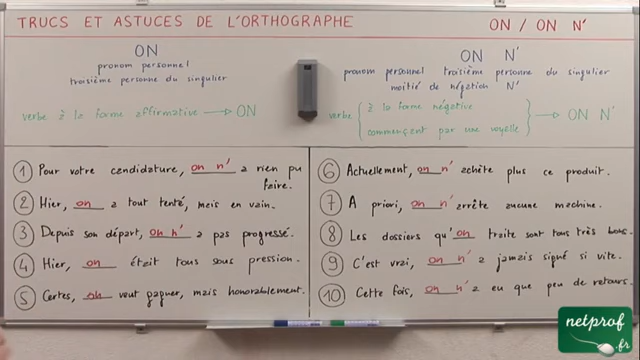 TRUCS ET ASTUCES DE L'ORTHOGRAPHE
ON / ON N'
ON
pronom personnel
troisième personne du singulier
verbe à la forme affirmative → ON
ON N'
pronom personnel troisième personne du singulier
moitié de négation N'
verbe { à la forme négative
commençant par une voyelle } → ON N'
1 Pour votre candidature, on n' a rien pu
faire.
2 Hier, on a tout tenté, mais en vain.
3 Depuis son départ, on n' a pas progressé.
4 Hier, on était tous sous pression.
5 Certes, on veut gagner, mais honorablement.
6 Actuellement, on n' achète plus ce produit.
7 A priori, on n' arrête aucune machine.
8 Les dossiers qu'on traite sont tous très bons.
9 C'est vrai, on n' a jamais signé si vite.
10 Cette fois, on n' a eu que peu de retours.
netprof
.fr